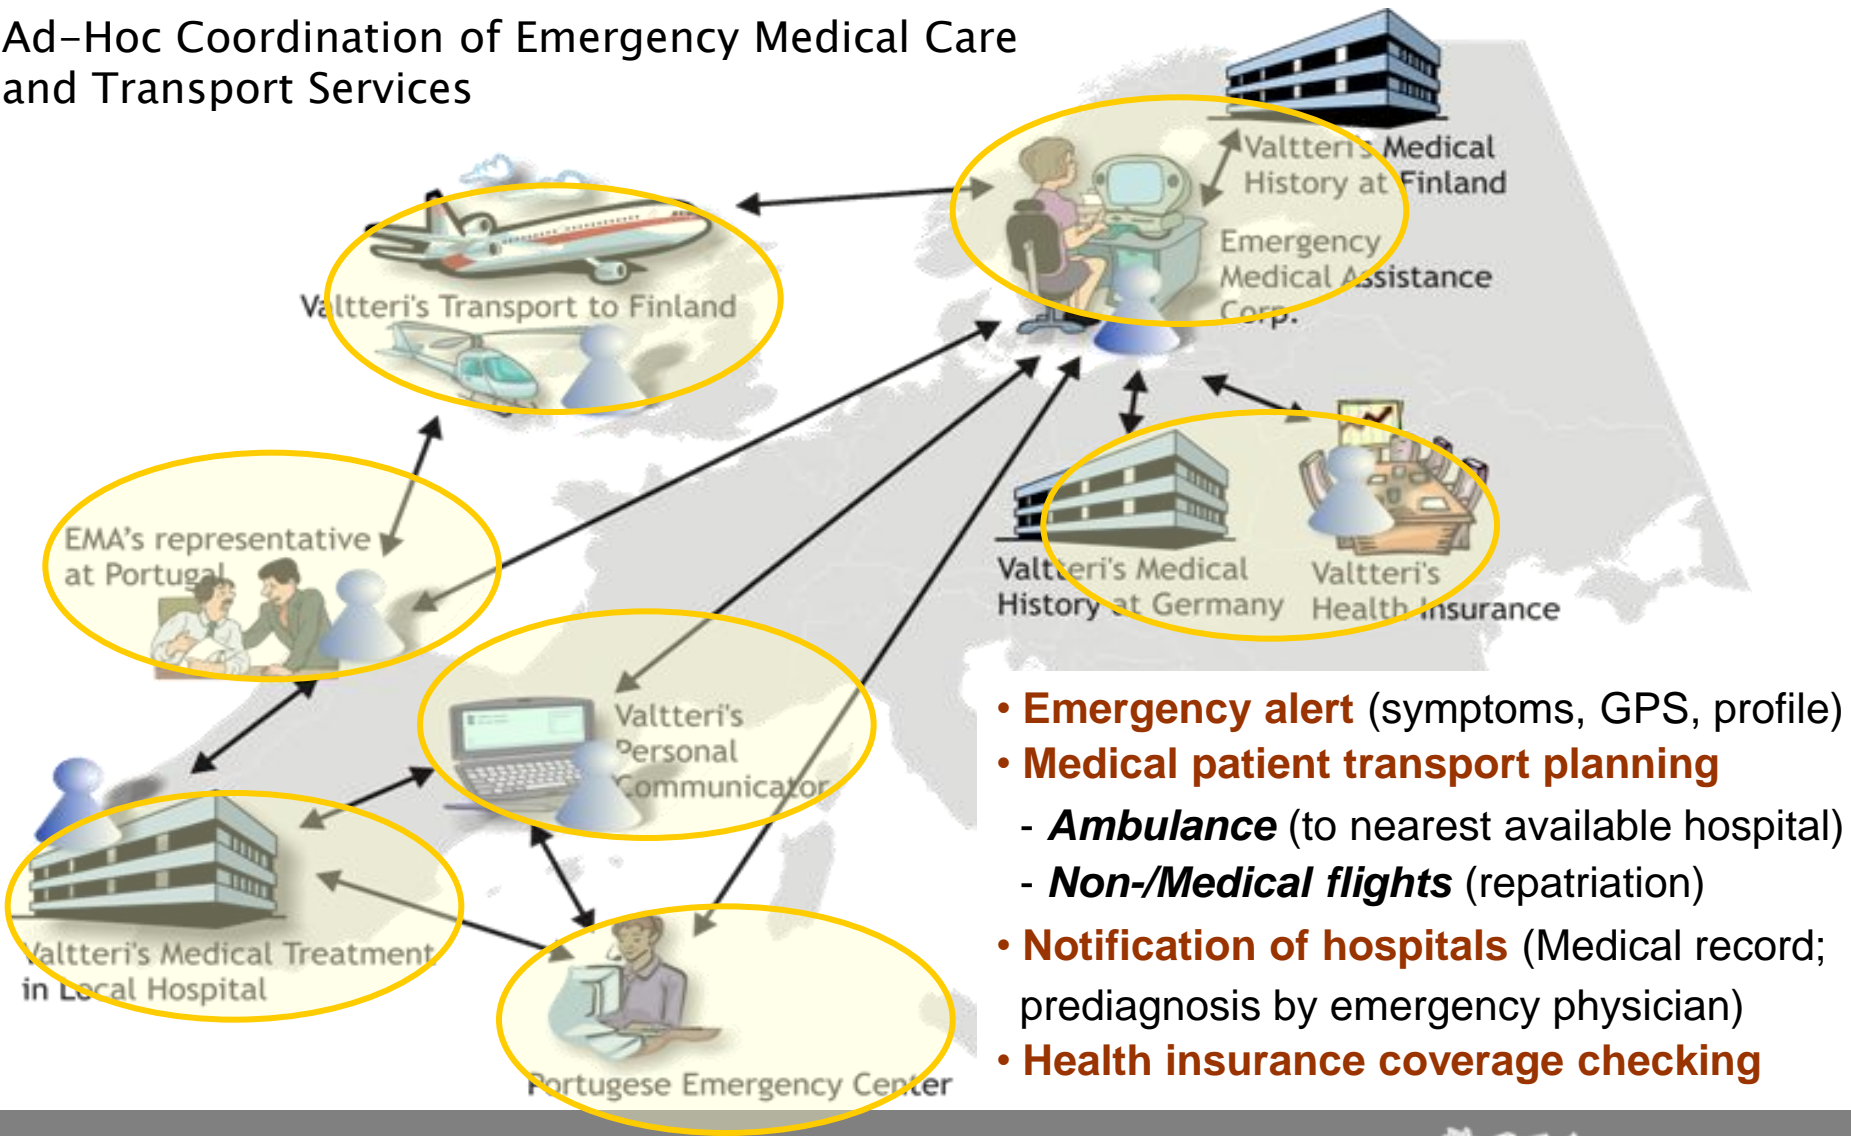 Ad-Hoc Coordination of Emergency Medical Care
and Transport Services
Valtteri's Medical
History at Finland
Emergency
Medical Assistance
Corp.
Valtteri's Transport to Finland
EMA's representative
at Portugal
Valtteri's Medical
History at Germany
Valtteri's
Health Insurance
Valtteri's
Personal
Communicator
Valtteri's Medical Treatment
in Local Hospital
Portugese Emergency Center
• Emergency alert (symptoms, GPS, profile)
• Medical patient transport planning
- Ambulance (to nearest available hospital)
- Non-/Medical flights (repatriation)
• Notification of hospitals (Medical record;
prediagnosis by emergency physician)
• Health insurance coverage checking